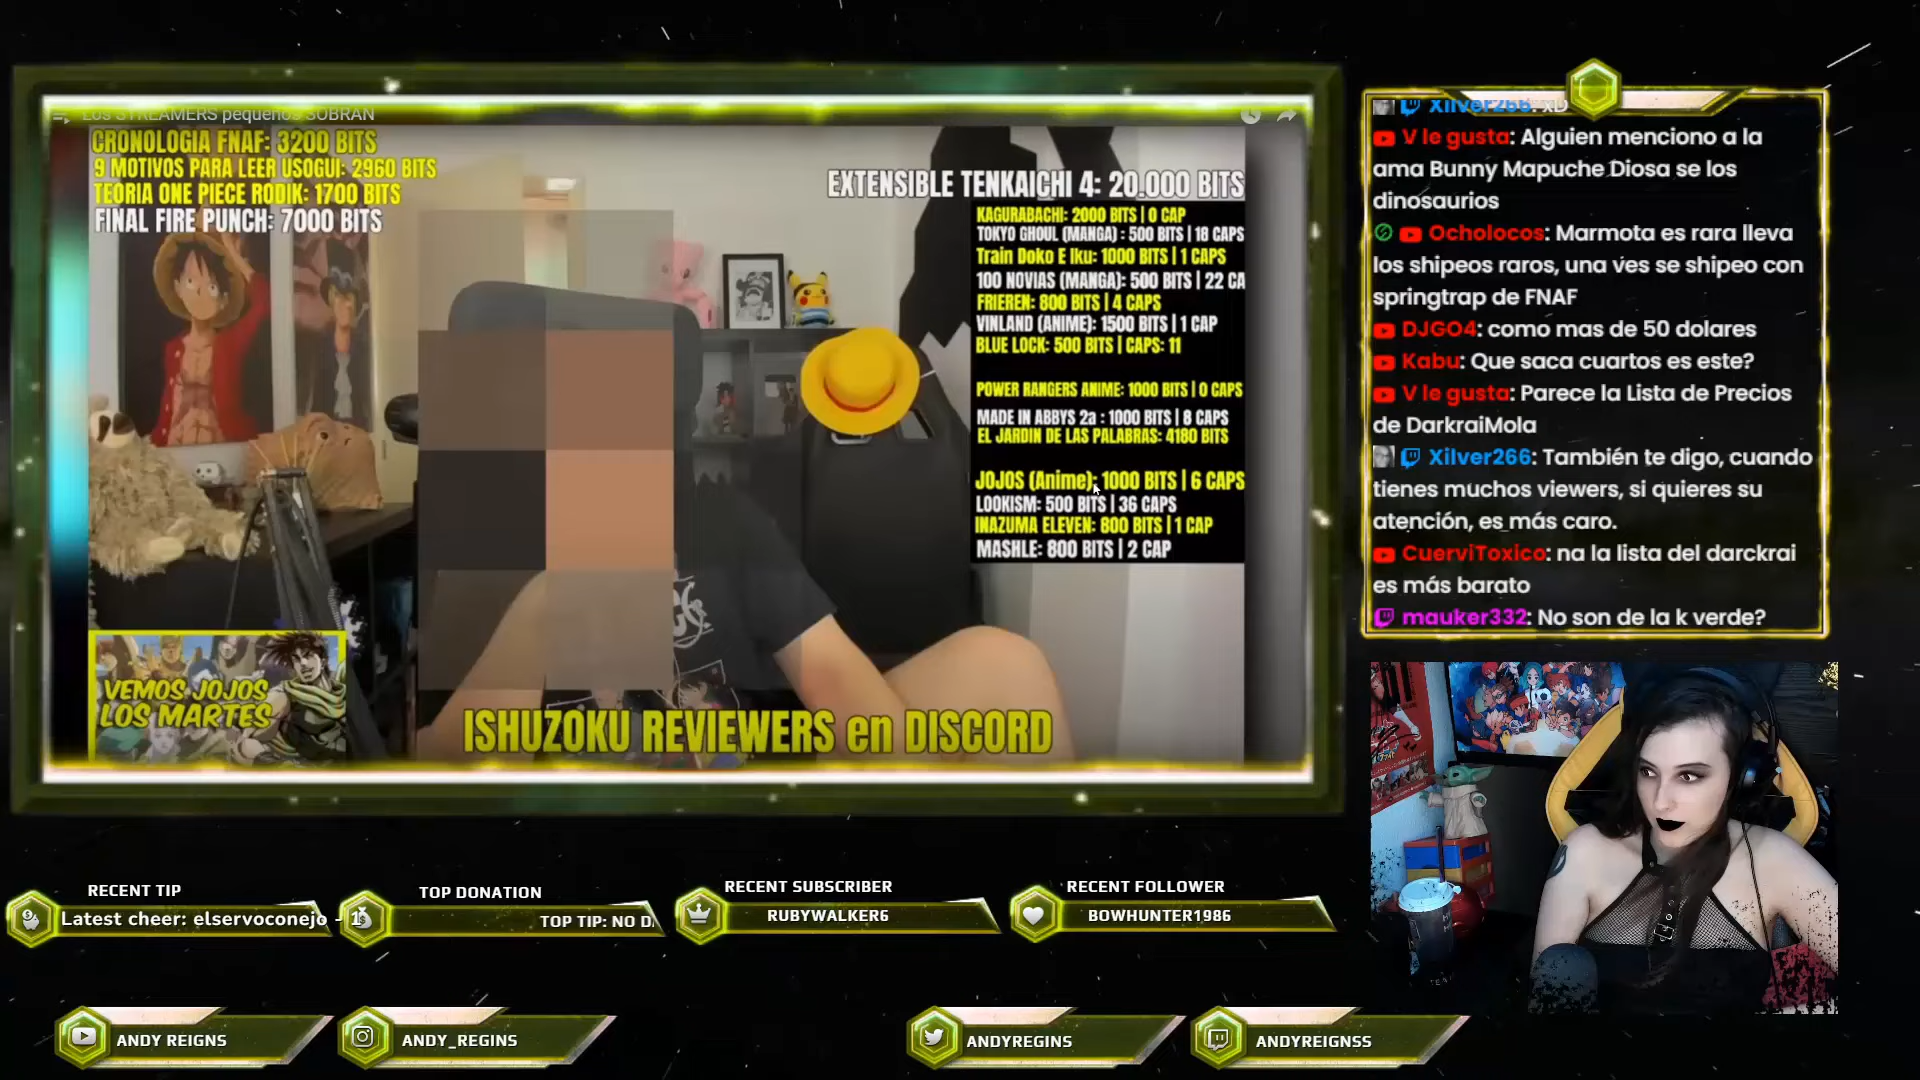 Los STREAMERS pequeños SOBRAN
CRONOLOGIA FNAF: 3200 BITS
9 MOTIVOS PARA LEER USOGUI: 2960 BITS
TEORIA ONE PIECE RODIK: 1700 BITS
FINAL FIRE PUNCH: 7000 BITS
EXTENSIBLE TENKAICHI 4: 20.000 BITS
KAGURABACHI: 2000 BITS | 0 CAP
TOKYO GHOUL (MANGA) : 500 BITS | 18 CAPS
Train Doko E Iku: 1000 BITS | 1 CAPS
100 NOVIAS (MANGA): 500 BITS | 22 CA
FRIEREN: 800 BITS | 4 CAPS
VINLAND (ANIME): 1500 BITS | 1 CAP
BLUE LOCK: 500 BITS | CAPS: 11
POWER RANGERS ANIME: 1000 BITS | 0 CAPS
MADE IN ABBYS 2a : 1000 BITS | 8 CAPS
EL JARDIN DE LAS PALABRAS: 4180 BITS
JOJOS (Anime): 1000 BITS | 6 CAPS
LOOKISM: 500 BITS | 36 CAPS
INAZUMA ELEVEN: 800 BITS | 1 CAP
MASHLE: 800 BITS | 2 CAP
VEMOS JOJOS
LOS MARTES
ISHUZOKU REVIEWERS en DISCORD
Xilver266: xD
V le gusta: Alguien menciono a la
ama Bunny Mapuche Diosa se los
dinosaurios
Ocholocos: Marmota es rara lleva
los shipeos raros, una ves se shipeo con
springtrap de FNAF
DJGO4: como mas de 50 dolares
Kabu: Que saca cuartos es este?
V le gusta: Parece la Lista de Precios
de DarkraiMola
Xilver266: También te digo, cuando
tienes muchos viewers, si quieres su
atención, es más caro.
CuerviToxico: na la lista del darckrai
es más barato
mauker332: No son de la k verde?
RECENT TIP
Latest cheer: elservoconejo - 1
TOP DONATION
TOP TIP: NO D
RECENT SUBSCRIBER
RUBYWALKER6
RECENT FOLLOWER
BOWHUNTER1986
ANDY REIGNS
ANDY_REGINS
ANDYREGINS
ANDYREIGNSS